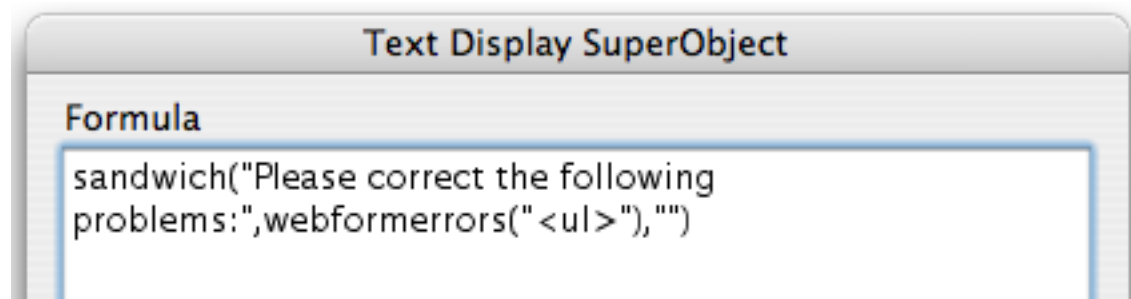 Text Display SuperObject
Formula
sandwich("Please correct the following
problems:",webformerrors("<ul>"),"")